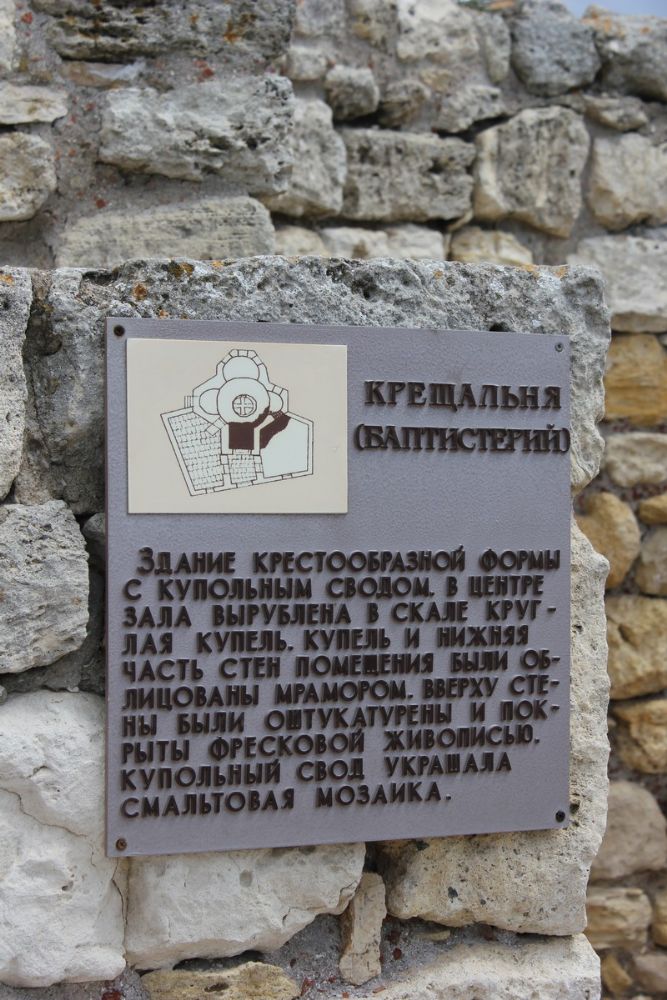 КРЕЩАЛЬНЯ
(БАПТИСТЕРИЙ)
ЗДАНИЕ КРЕСТООБРАЗНОЙ ФОРМЫ
С КУПОЛЬНЫМ СВОДОМ. В ЦЕНТРЕ
ЗАЛА ВЫРУБЛЕНА В СКАЛЕ КРУГ-
ЛАЯ КУПЕЛЬ. КУПЕЛЬ И НИЖНЯЯ
ЧАСТЬ СТЕН ПОМЕЩЕНИЯ БЫЛИ ОБ-
ЛИЦОВАНЫ МРАМОРОМ. ВВЕРХУ СТЕ-
НЫ БЫЛИ ОШТУКАТУРЕНЫ И ПОК-
РЫТЫ ФРЕСКОВОЙ ЖИВОПИСЬЮ.
КУПОЛЬНЫЙ СВОД УКРАШАЛА
СМАЛЬТОВАЯ МОЗАИКА.